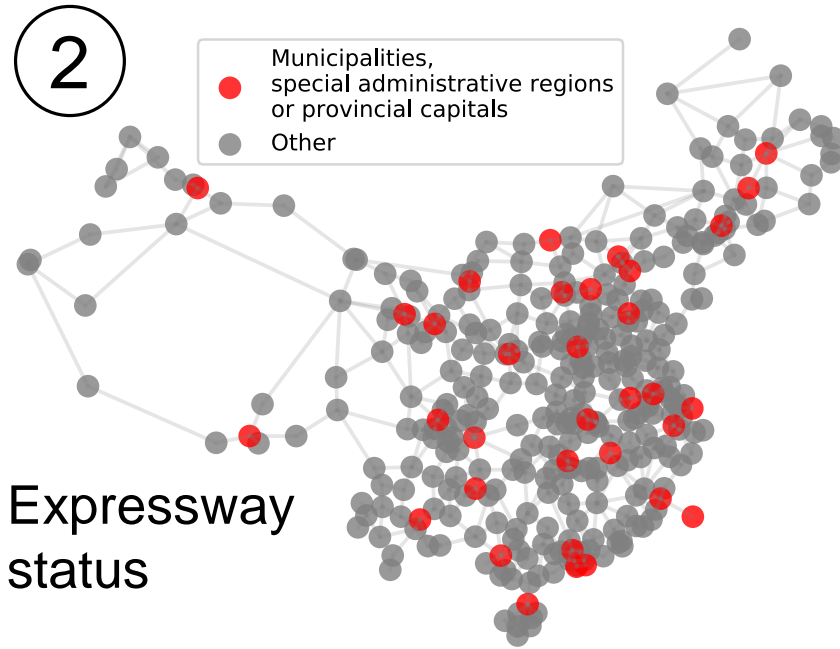 2
Municipalities,
special administrative regions
or provincial capitals
Other
Expressway
status